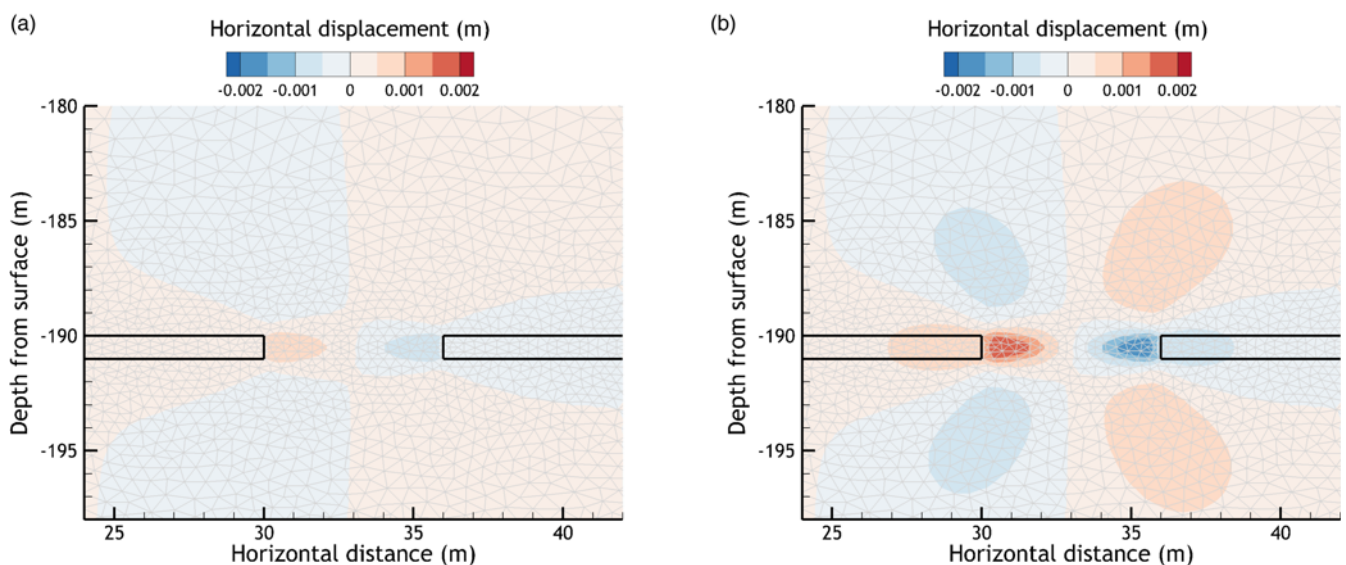 (a)
Horizontal displacement (m)
-0.002 -0.001 0 0.001 0.002
-180
-185
-190
-195
Depth from surface (m)
25 30 35 40
Horizontal distance (m)
(b)
Horizontal displacement (m)
-0.002 -0.001 0 0.001 0.002
-180
-185
-190
-195
Depth from surface (m)
25 30 35 40
Horizontal distance (m)